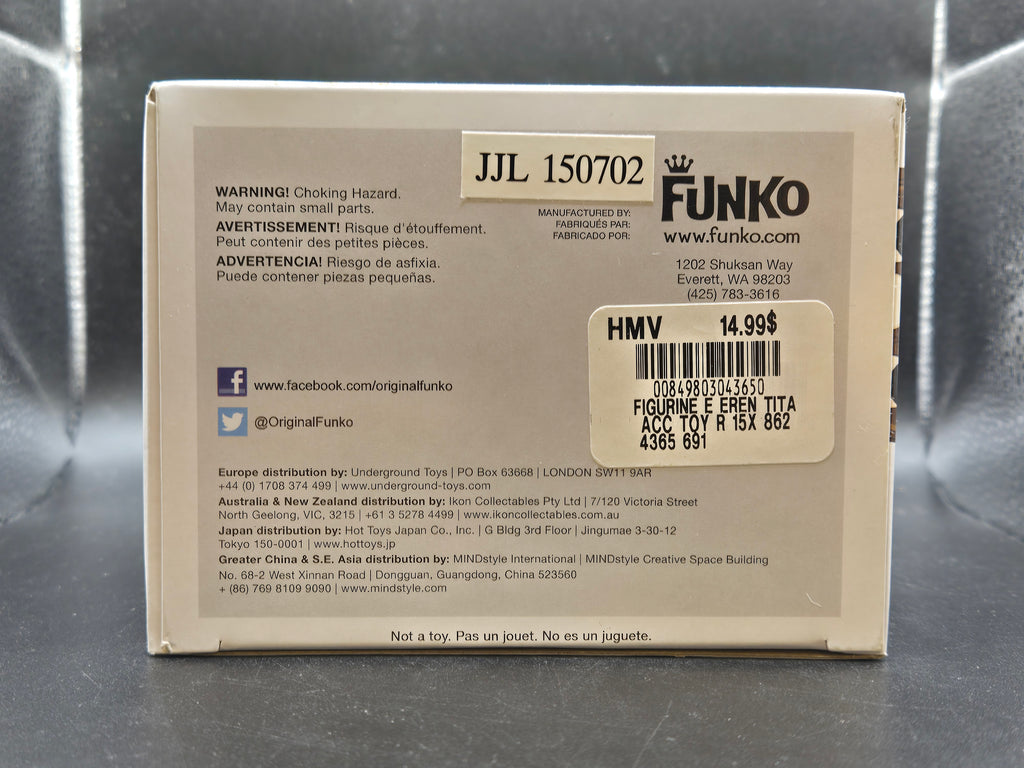 JJL 150702
WARNING! Choking Hazard.
May contain small parts.
AVERTISSEMENT! Risque d'étouffement.
Peut contenir des petites pièces.
ADVERTENCIA! Riesgo de asfixia.
Puede contener piezas pequeñas.
MANUFACTURED BY:
FABRIQUÉS PAR:
FABRICADO POR:
FUNKO
www.funko.com
1202 Shuksan Way
Everett, WA 98203
(425) 783-3616
HMV 14.99$
00849803043650
FIGURINE E EREN TITA
ACC TOY R 15X 862
4365 691
f www.facebook.com/originalfunko
@OriginalFunko
Europe distribution by: Underground Toys | PO Box 63668 | LONDON SW11 9AR
+44 (0) 1708 374 499 | www.underground-toys.com
Australia & New Zealand distribution by: Ikon Collectables Pty Ltd | 7/120 Victoria Street
North Geelong, VIC, 3215 | +61 3 5278 4499 | www.ikoncollectables.com.au
Japan distribution by: Hot Toys Japan Co., Inc. | G Bldg 3rd Floor | Jingumae 3-30-12
Tokyo 150-0001 | www.hottoys.jp
Greater China & S.E. Asia distribution by: MINDstyle International | MINDstyle Creative Space Building
No. 68-2 West Xinnan Road | Dongguan, Guangdong, China 523560
+ (86) 769 8109 9090 | www.mindstyle.com
Not a toy. Pas un jouet. No es un juguete.